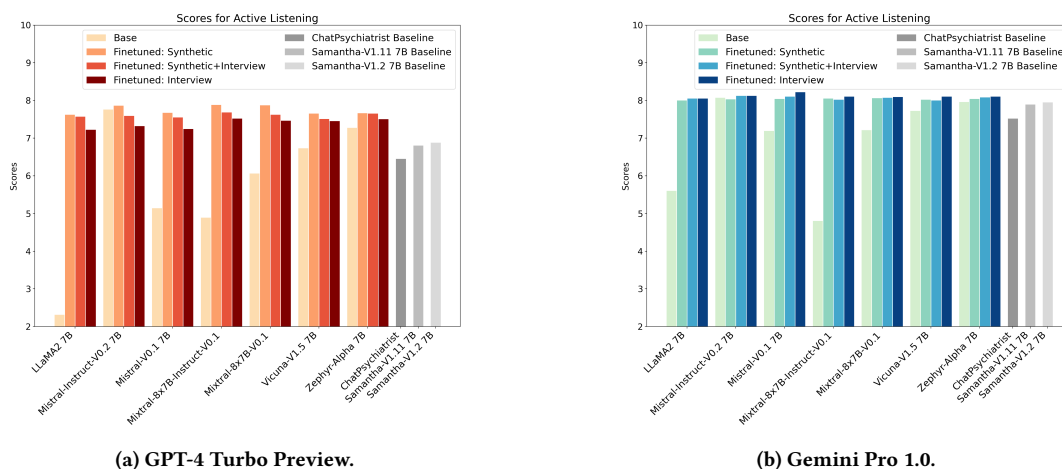 Scores for Active Listening
10
9
8
7
6
5
4
3
2
Scores
Base
Finetuned: Synthetic
Finetuned: Synthetic+Interview
Finetuned: Interview
ChatPsychiatrist Baseline
Samantha-V1.11 7B Baseline
Samantha-V1.2 7B Baseline
LLaMA2 7B
Mistral-Instruct-V0.2 7B
Mistral-V0.1 7B
Mixtral-8x7B-Instruct-V0.1
Mixtral-8x7B-V0.1
Vicuna-V1.5 7B
Zephyr-Alpha 7B
ChatPsychiatrist
Samantha-V1.11 7B
Samantha-V1.2 7B
(a) GPT-4 Turbo Preview.
Scores for Active Listening
10
9
8
7
6
5
4
3
2
Scores
Base
Finetuned: Synthetic
Finetuned: Synthetic+Interview
Finetuned: Interview
ChatPsychiatrist Baseline
Samantha-V1.11 7B Baseline
Samantha-V1.2 7B Baseline
LLaMA2 7B
Mistral-Instruct-V0.2 7B
Mistral-V0.1 7B
Mixtral-8x7B-Instruct-V0.1
Mixtral-8x7B-V0.1
Vicuna-V1.5 7B
Zephyr-Alpha 7B
ChatPsychiatrist
Samantha-V1.11 7B
Samantha-V1.2 7B
(b) Gemini Pro 1.0.